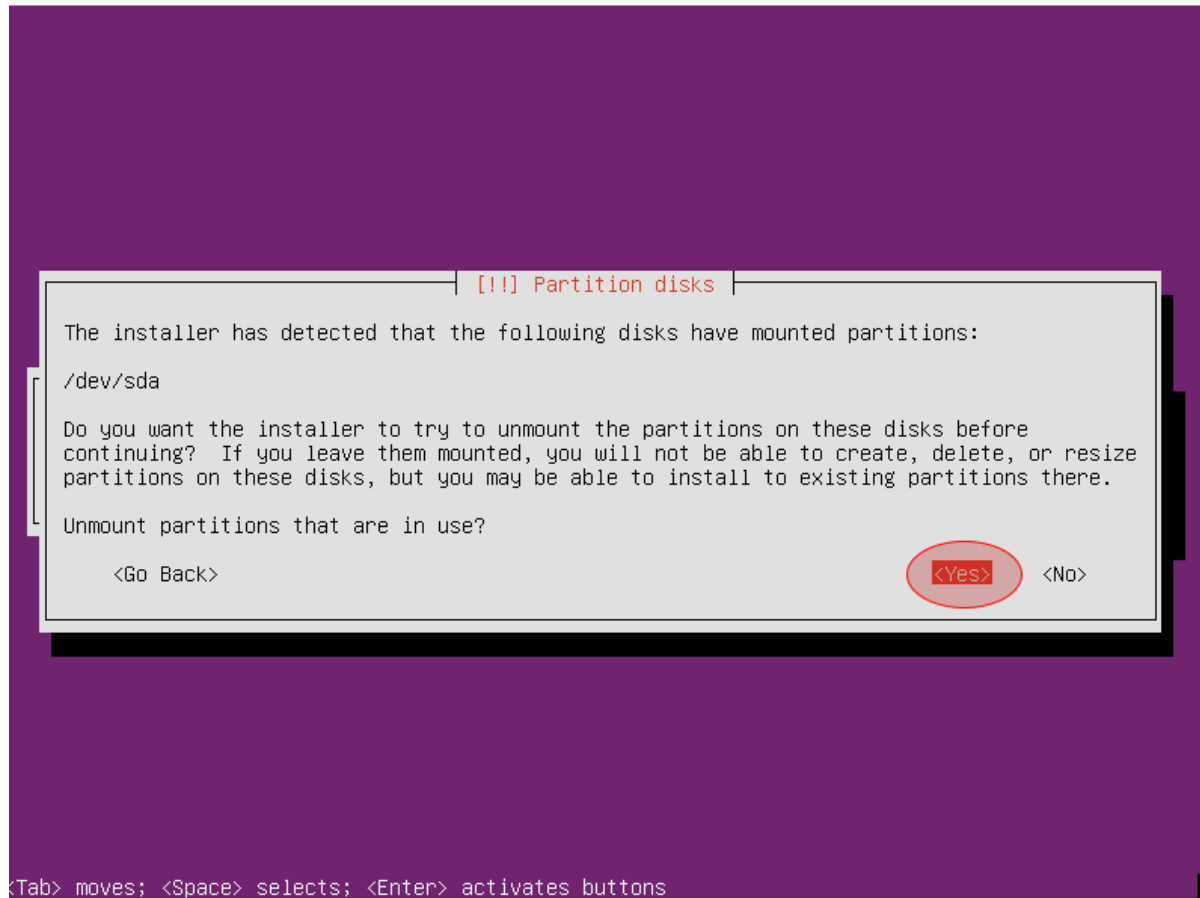 [!!] Partition disks
The installer has detected that the following disks have mounted partitions:
/dev/sda
Do you want the installer to try to unmount the partitions on these disks before
continuing?  If you leave them mounted, you will not be able to create, delete, or resize
partitions on these disks, but you may be able to install to existing partitions there.
Unmount partitions that are in use?
<Go Back> <Yes> <No>
<Tab> moves; <Space> selects; <Enter> activates buttons